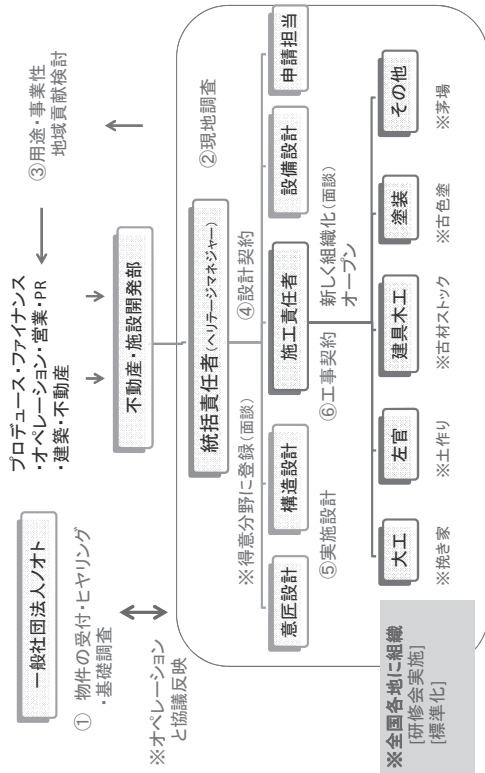 一般社団法人ノオト
① 物件の受付・ヒヤリング
・基礎調査
※オペレーション
と協議反映
プロデュース・ファイナンス
・オペレーション・営業・PR
・建築・不動産
③用途・事業性
地域貢献検討
不動産・施設開発部
②現地調査
統括責任者(ヘリテージマネジャー)
※得意分野に登録(面談)
④設計契約
意匠設計
構造設計
施工責任者
設備設計
申請担当
⑤実施設計
⑥工事契約
新しく組織化(面談)
オープン
大工
左官
建具木工
塗装
その他
※挽き家
※土作り
※古材ストック
※古色塗
※茅場
※全国各地に組織
[研修会実施]
[標準化]